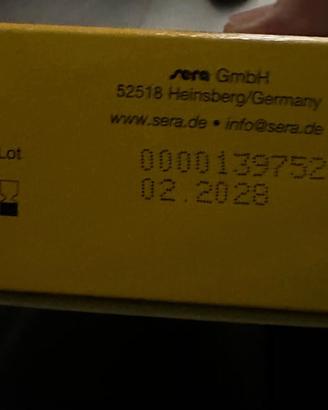 sera GmbH
52518 Heinsberg/Germany
www.sera.de • info@sera.de
Lot
0000139752
02.2028